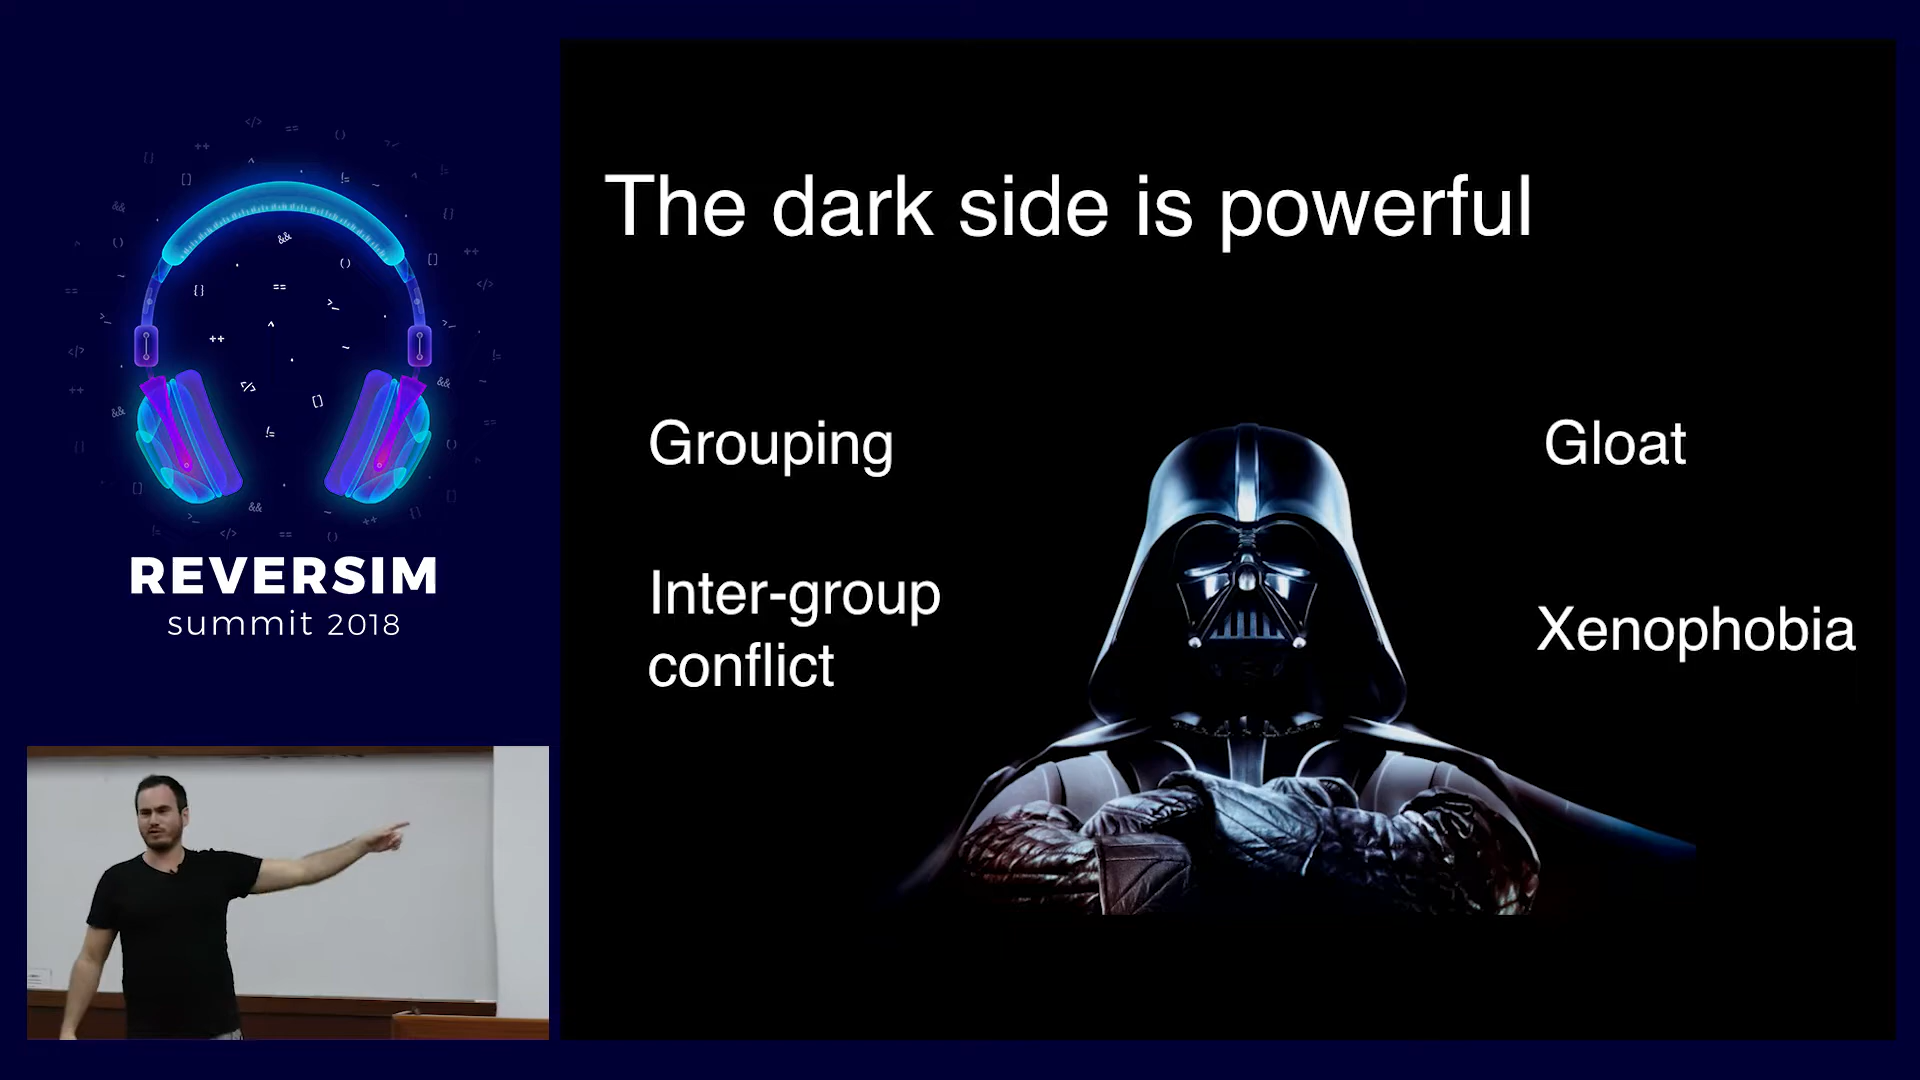 REVERSIM
summit 2018
The dark side is powerful
Grouping
Gloat
Inter-group
conflict
Xenophobia